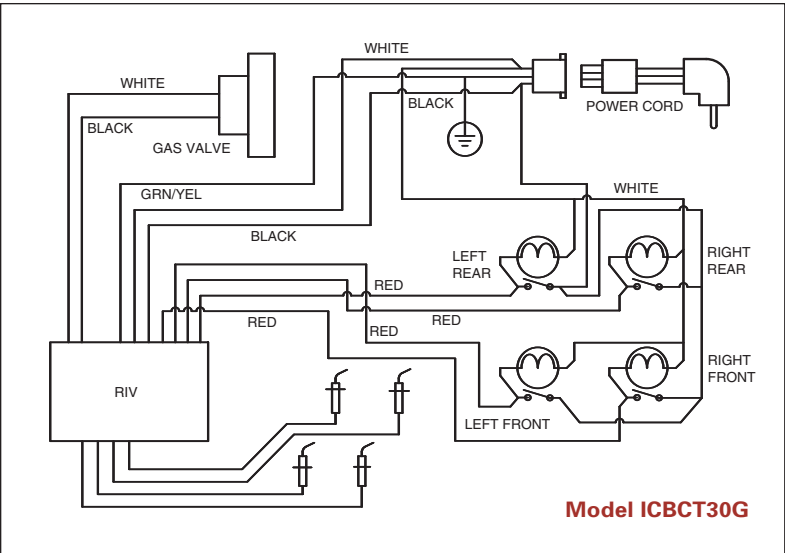 WHITE
WHITE
POWER CORD
BLACK
BLACK
GAS VALVE
GRN/YEL
WHITE
BLACK
LEFT
REAR
RIGHT
REAR
RED
RED
RED
RED
RIGHT
FRONT
RIV
LEFT FRONT
Model ICBCT30G